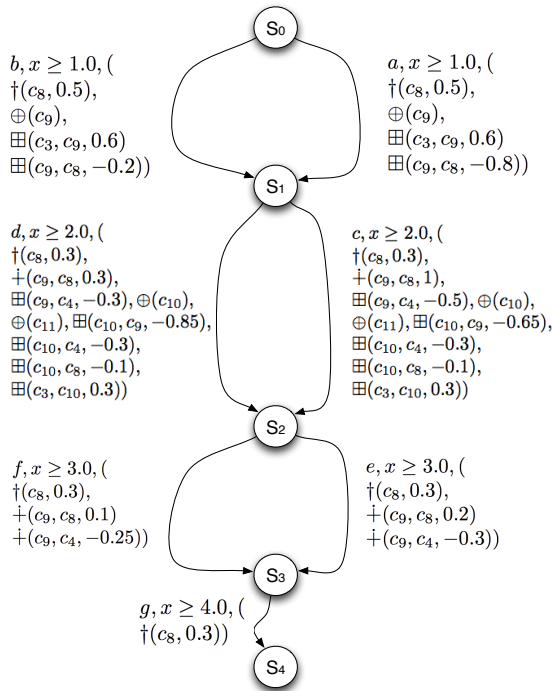 S₀
b, x ≥ 1.0, (
†(c₈, 0.5),
⊕(c₉),
⊞(c₃, c₉, 0.6)
⊞(c₉, c₈, −0.2))
a, x ≥ 1.0, (
†(c₈, 0.5),
⊕(c₉),
⊞(c₃, c₉, 0.6)
⊞(c₉, c₈, −0.8))
S₁
d, x ≥ 2.0, (
†(c₈, 0.3),
∔(c₉, c₈, 0.3),
⊞(c₉, c₄, −0.3), ⊕(c₁₀),
⊕(c₁₁), ⊞(c₁₀, c₉, −0.85),
⊞(c₁₀, c₄, −0.3),
⊞(c₁₀, c₈, −0.1),
⊞(c₃, c₁₀, 0.3))
c, x ≥ 2.0, (
†(c₈, 0.3),
∔(c₉, c₈, 1),
⊞(c₉, c₄, −0.5), ⊕(c₁₀),
⊕(c₁₁), ⊞(c₁₀, c₉, −0.65),
⊞(c₁₀, c₄, −0.3),
⊞(c₁₀, c₈, −0.1),
⊞(c₃, c₁₀, 0.3))
S₂
f, x ≥ 3.0, (
†(c₈, 0.3),
∔(c₉, c₈, 0.1)
∔(c₉, c₄, −0.25))
e, x ≥ 3.0, (
†(c₈, 0.3),
∔(c₉, c₈, 0.2)
∔(c₉, c₄, −0.3))
S₃
g, x ≥ 4.0, (
†(c₈, 0.3))
S₄